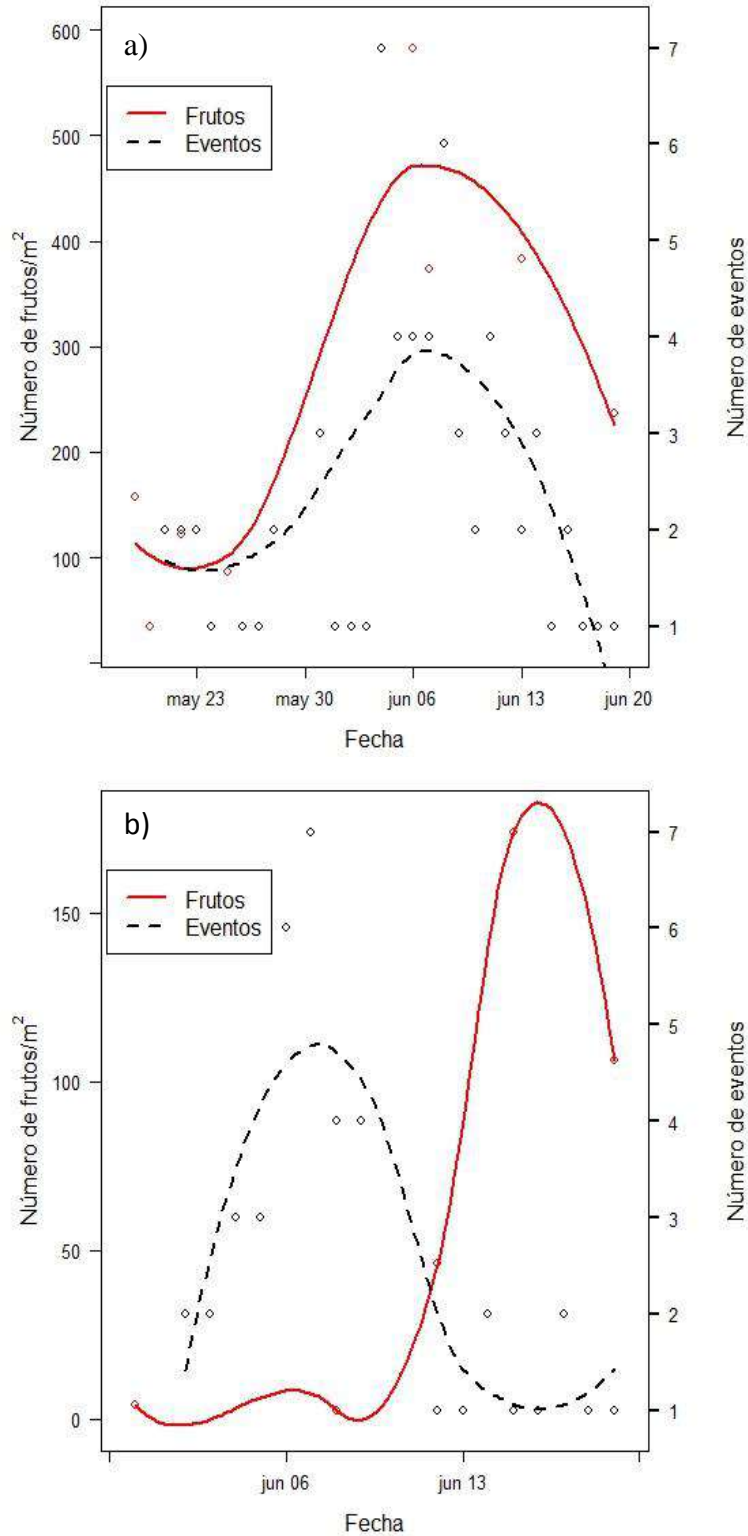 a)
Frutos
Eventos
600
500
400
300
200
100
7
6
5
4
3
2
1
Número de frutos/m²
Número de eventos
may 23 may 30 jun 06 jun 13 jun 20
Fecha
b)
Frutos
Eventos
150
100
50
0
7
6
5
4
3
2
1
Número de frutos/m²
Número de eventos
jun 06 jun 13
Fecha